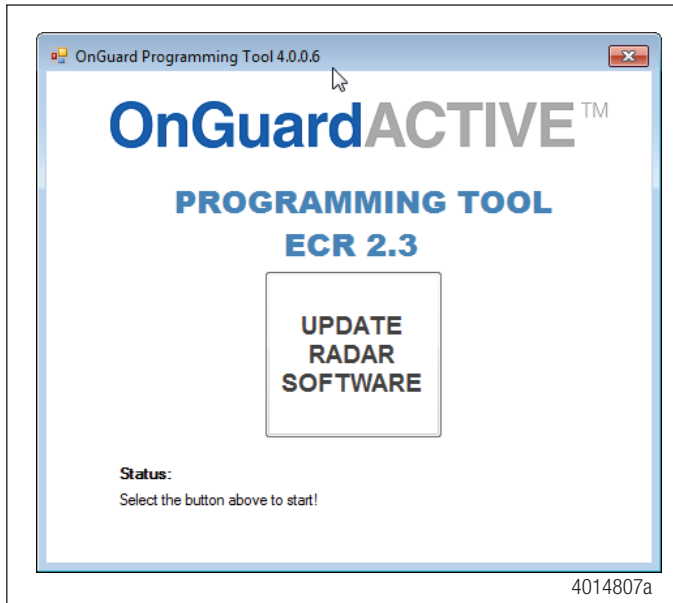 OnGuard Programming Tool 4.0.0.6
OnGuardACTIVE™
PROGRAMMING TOOL
ECR 2.3
UPDATE
RADAR
SOFTWARE
Status:
Select the button above to start!
4014807a